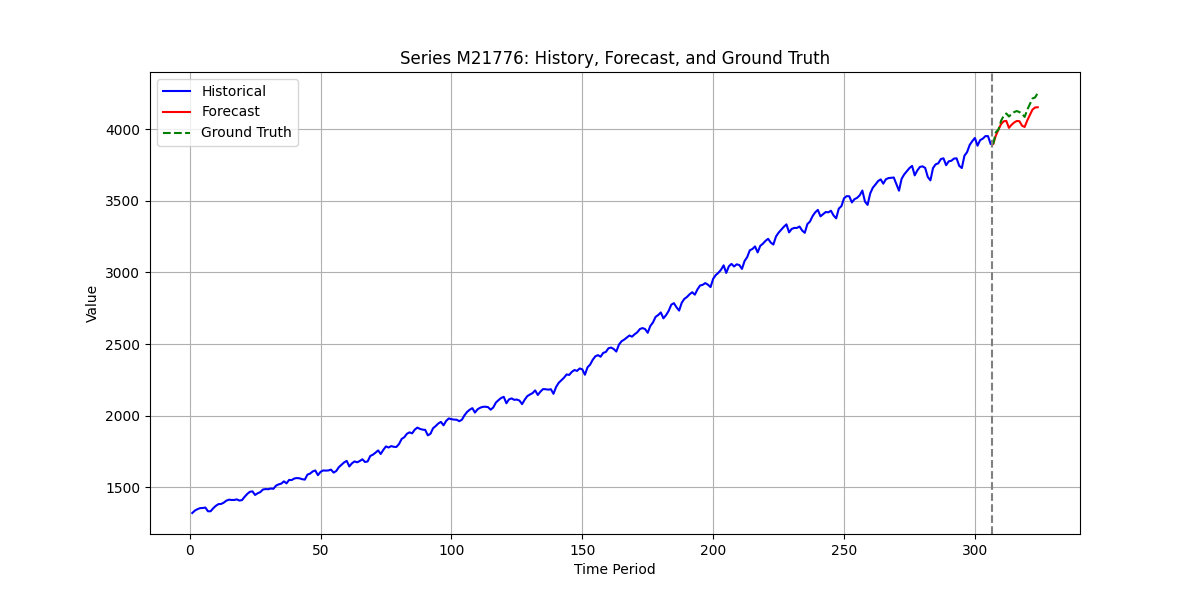 Series M21776: History, Forecast, and Ground Truth
Historical
Forecast
Ground Truth
4000
3500
3000
2500
2000
1500
Value
0 50 100 150 200 250 300
Time Period